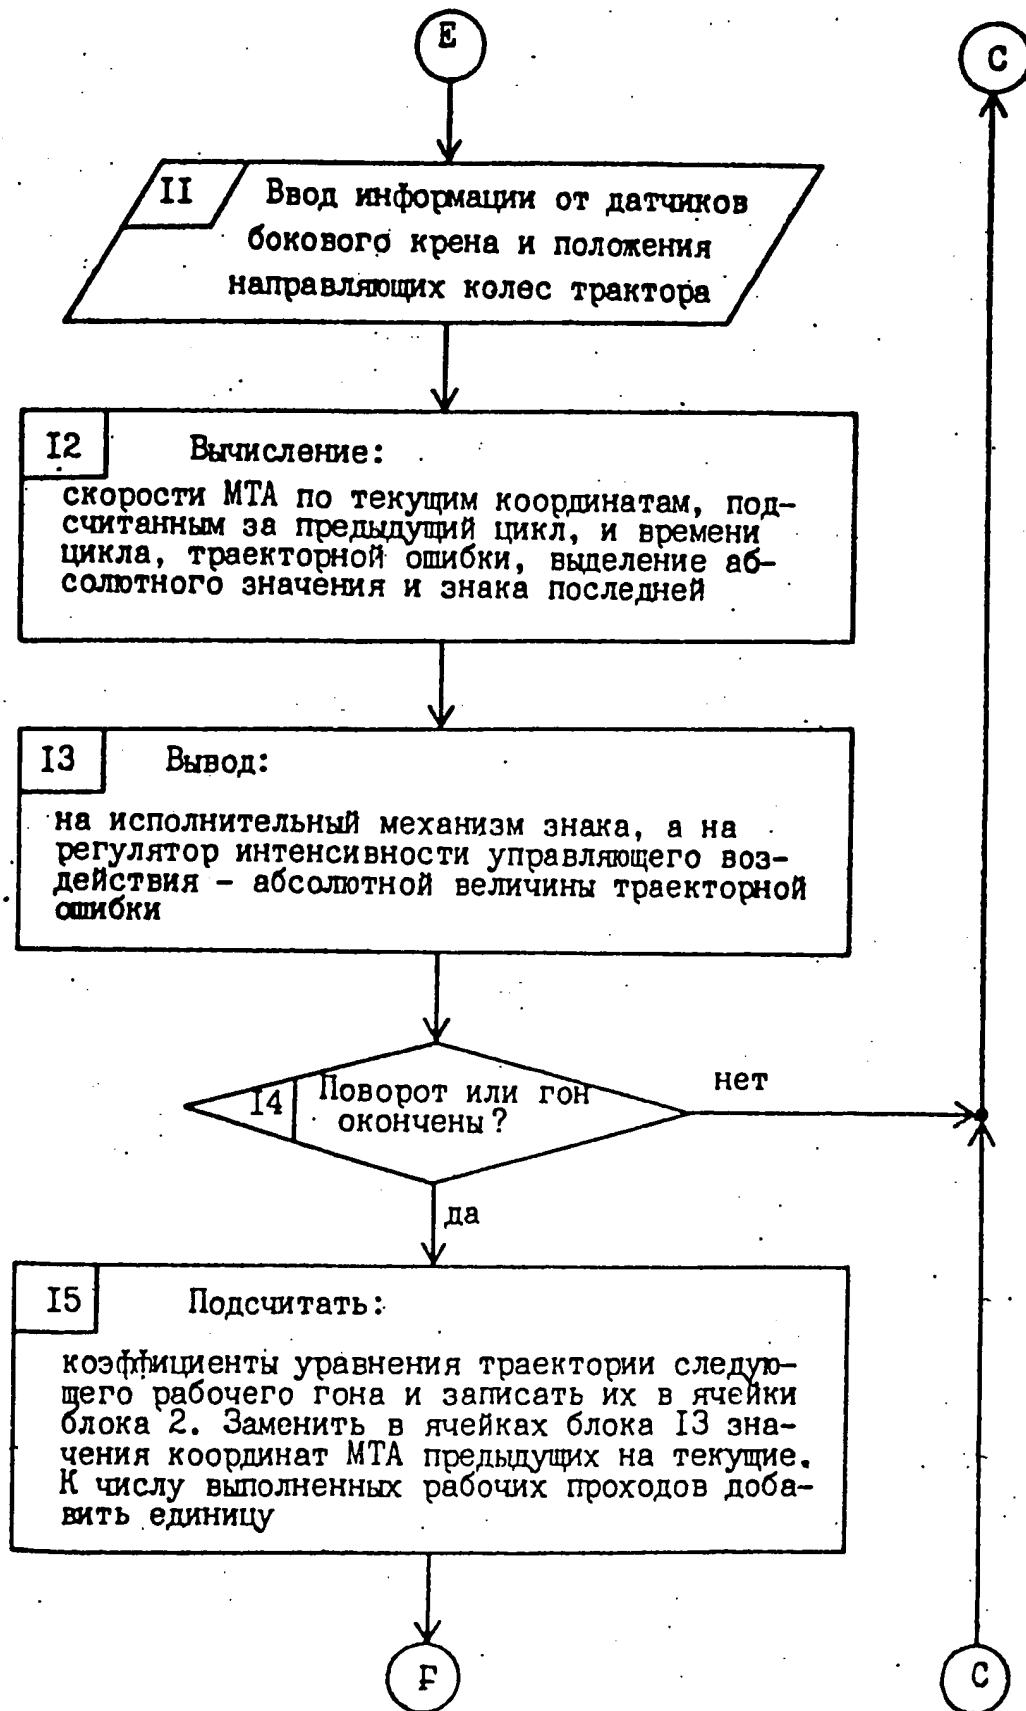 E
C
II
Ввод информации от датчиков
бокового крена и положения
направляющих колес трактора
I2
Вычисление:
скорости МТА по текущим координатам, под-
считанным за предыдущий цикл, и времени
цикла, траекторной ошибки, выделение аб-
солютного значения и знака последней
I3
Вывод:
на исполнительный механизм знака, а на
регулятор интенсивности управляющего воз-
действия - абсолютной величины траекторной
ошибки
I4
Поворот или гон
окончены?
нет
да
I5
Подсчитать:
коэффициенты уравнения траектории следую-
щего рабочего гона и записать их в ячейки
блока 2. Заменить в ячейках блока I3 зна-
чения координат МТА предыдущих на текущие.
К числу выполненных рабочих проходов доба-
вить единицу
F
C